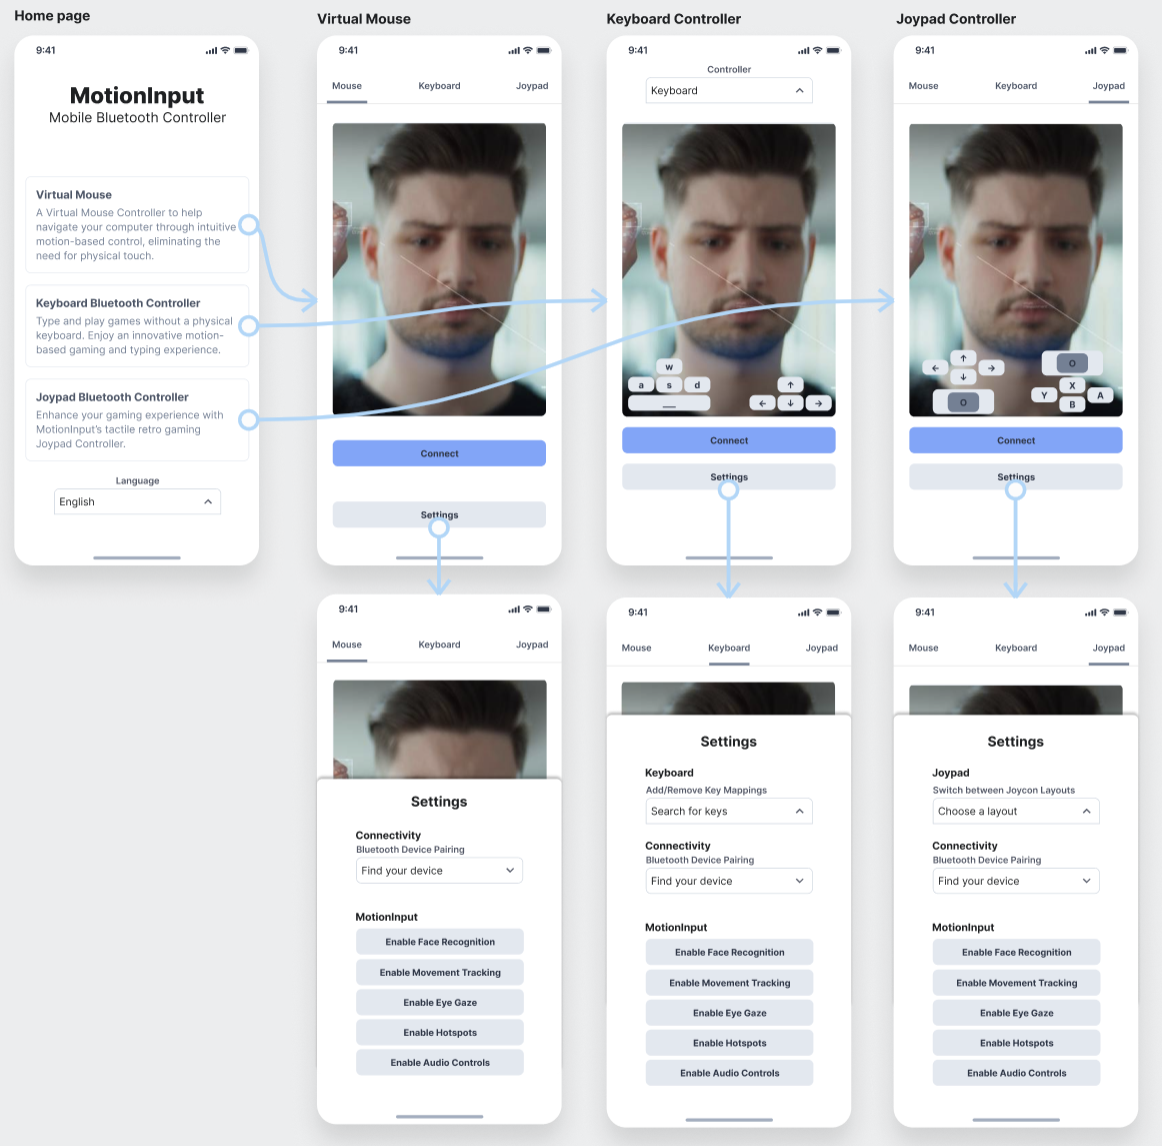 Home page
9:41
MotionInput
Mobile Bluetooth Controller
Virtual Mouse
A Virtual Mouse Controller to help
navigate your computer through intuitive
motion-based control, eliminating the
need for physical touch.
Keyboard Bluetooth Controller
Type and play games without a physical
keyboard. Enjoy an innovative motion-
based gaming and typing experience.
Joypad Bluetooth Controller
Enhance your gaming experience with
MotionInput's tactile retro gaming
Joypad Controller.
Language
English
Virtual Mouse
9:41
Mouse Keyboard Joypad
Connect
Settings
Keyboard Controller
9:41
Controller
Keyboard
w
a s d
↑
← ↓ →
Connect
Settings
Joypad Controller
9:41
Mouse Keyboard Joypad
↑
← →
↓
O
X
Y A
B
O
Connect
Settings
9:41
Mouse Keyboard Joypad
Settings
Connectivity
Bluetooth Device Pairing
Find your device
MotionInput
Enable Face Recognition
Enable Movement Tracking
Enable Eye Gaze
Enable Hotspots
Enable Audio Controls
9:41
Mouse Keyboard Joypad
Settings
Keyboard
Add/Remove Key Mappings
Search for keys
Connectivity
Bluetooth Device Pairing
Find your device
MotionInput
Enable Face Recognition
Enable Movement Tracking
Enable Eye Gaze
Enable Hotspots
Enable Audio Controls
9:41
Mouse Keyboard Joypad
Settings
Joypad
Switch between Joycon Layouts
Choose a layout
Connectivity
Bluetooth Device Pairing
Find your device
MotionInput
Enable Face Recognition
Enable Movement Tracking
Enable Eye Gaze
Enable Hotspots
Enable Audio Controls